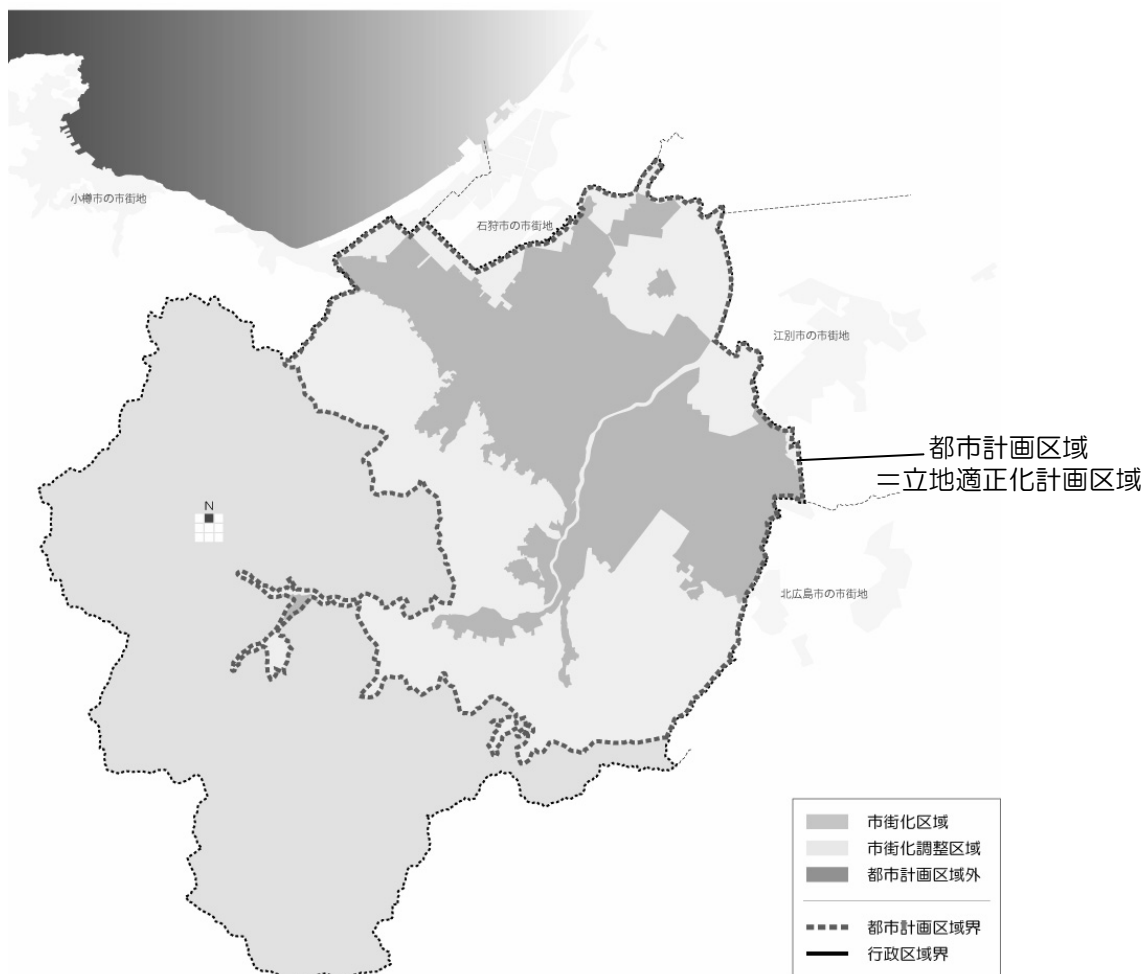 小樽市の市街地
石狩市の市街地
江別市の市街地
都市計画区域
＝立地適正化計画区域
N
北広島市の市街地
市街化区域
市街化調整区域
都市計画区域外
都市計画区域界
行政区域界